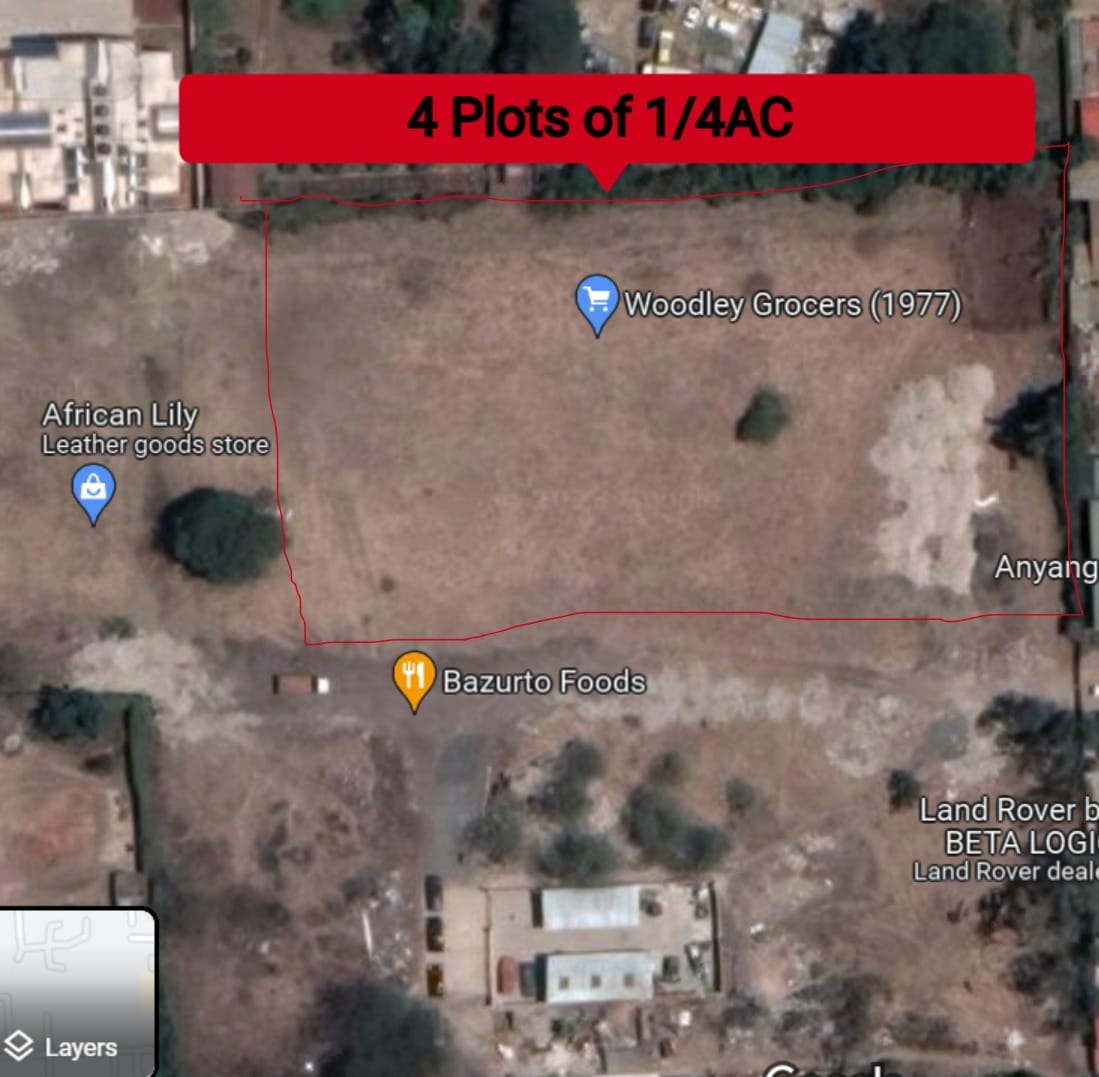 4 Plots of 1/4AC
Woodley Grocers (1977)
African Lily
Leather goods store
Anyang
Bazurto Foods
Land Rover b
BETA LOGI
Land Rover deale
Layers
Google